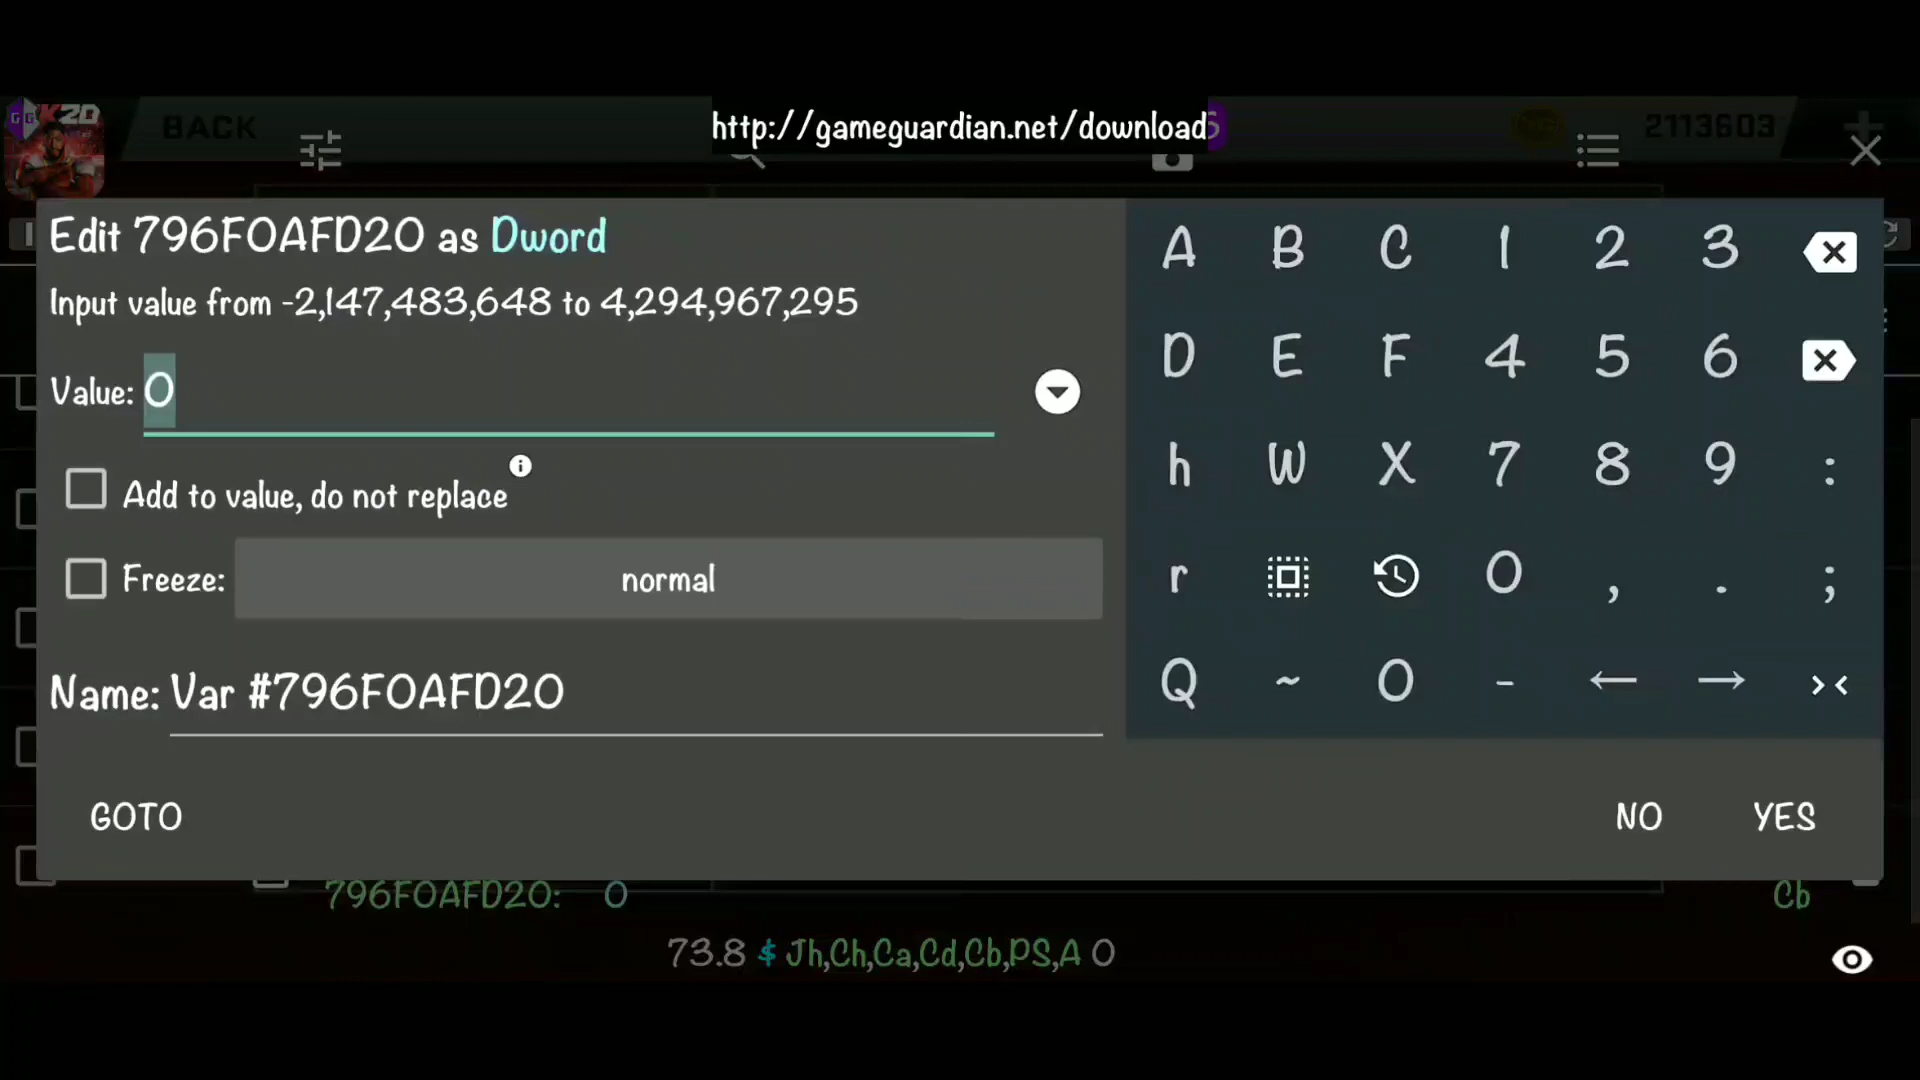 K20
BACK
http://gameguardian.net/download
2113603
Edit 796F0AFD20 as Dword
Input value from -2,147,483,648 to 4,294,967,295
Value: 0
Add to value, do not replace
Freeze: normal
Name: Var #796F0AFD20
GOTO
NO YES
A B C 1 2 3
D E F 4 5 6
h W X 7 8 9 :
r 0 , . ;
Q ~ 0 - ← → ><
796F0AFD20: 0 Cb
73.8 $ Jh,Ch,Ca,Cd,Cb,PS,A 0